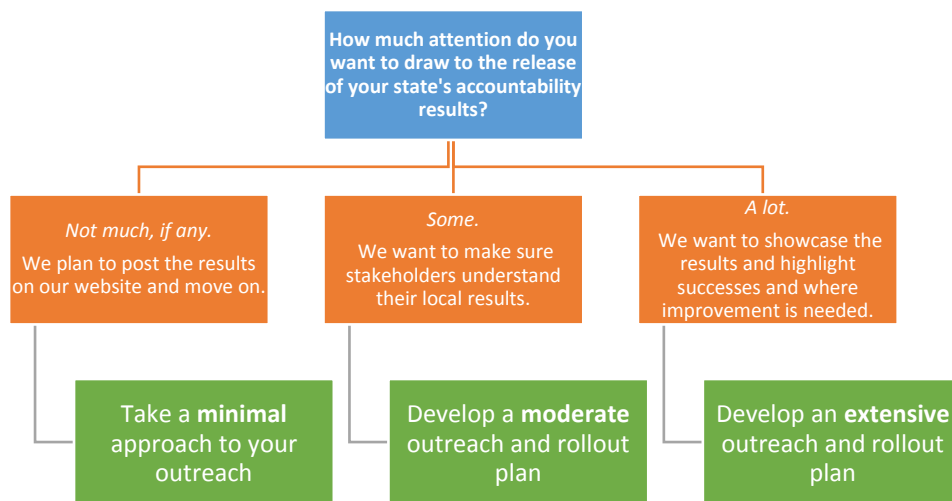 How much attention do you
want to draw to the release
of your state's accountability
results?
Not much, if any.
We plan to post the results
on our website and move on.
Some.
We want to make sure
stakeholders understand
their local results.
A lot.
We want to showcase the
results and highlight
successes and where
improvement is needed.
Take a minimal
approach to your
outreach
Develop a moderate
outreach and rollout
plan
Develop an extensive
outreach and rollout
plan